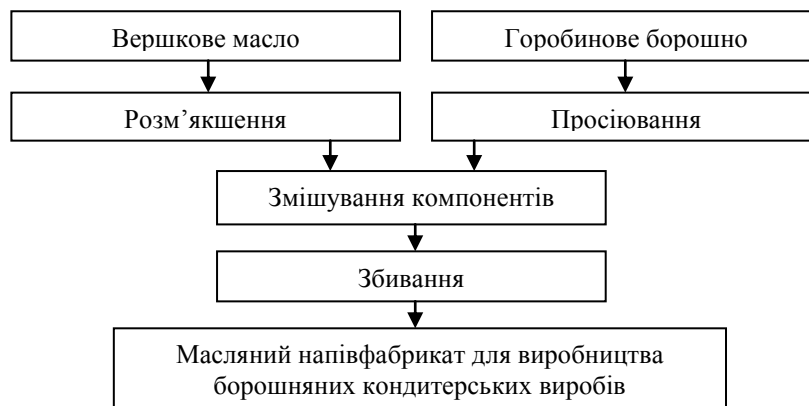 Вершкове масло
Горобинове борошно
Розм’якшення
Просіювання
Змішування компонентів
Збивання
Масляний напівфабрикат для виробництва
борошняних кондитерських виробів